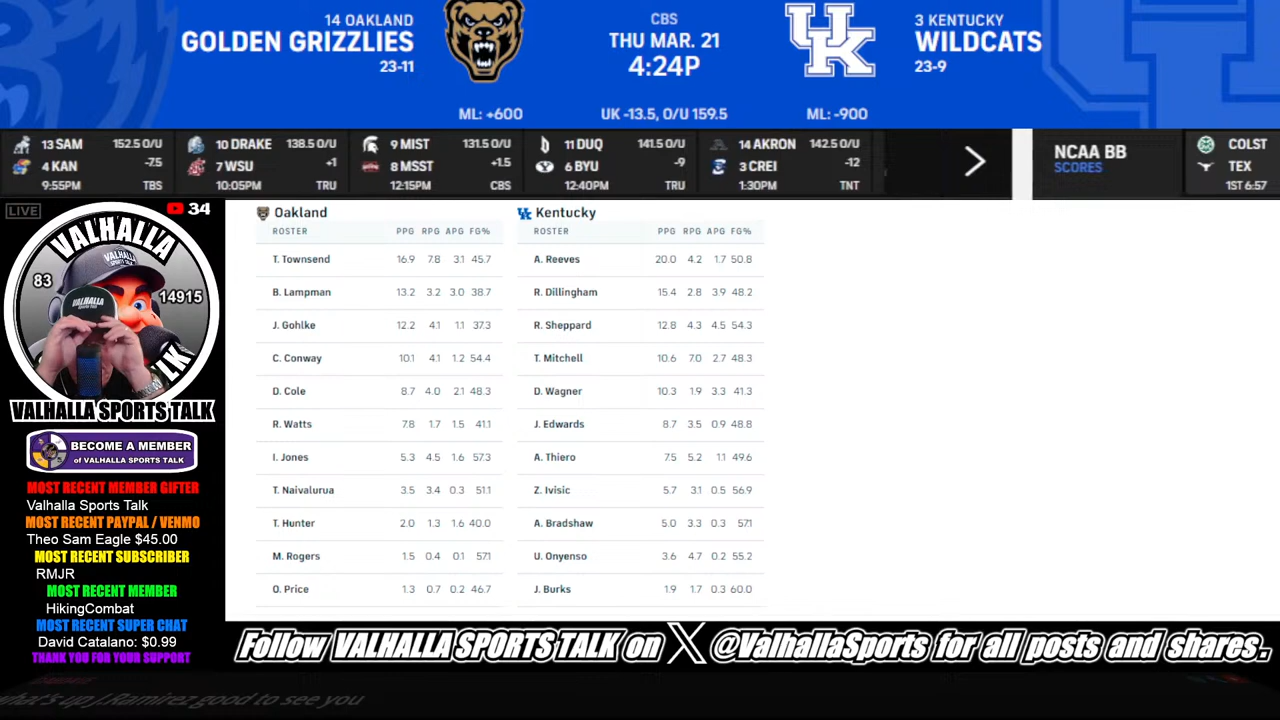 14 OAKLAND
GOLDEN GRIZZLIES
23-11
CBS
THU MAR. 21
4:24P
3 KENTUCKY
WILDCATS
23-9
ML: +600
UK -13.5, O/U 159.5
ML: -900
13 SAM 152.5 O/U
4 KAN -7.5
9:55PM TBS
10 DRAKE 138.5 O/U
7 WSU +1
10:05PM TRU
9 MIST 131.5 O/U
8 MSST +1.5
12:15PM CBS
11 DUQ 141.5 O/U
6 BYU -9
12:40PM TRU
14 AKRON 142.5 O/U
3 CREI -12
1:30PM TNT
NCAA BB
SCORES
COLST
TEX
1ST 6:57
LIVE
34
VALHALLA
83
14915
VALHALLA
VALHALLA
LK
VALHALLA SPORTS TALK
BECOME A MEMBER
of VALHALLA SPORTS TALK
MOST RECENT MEMBER GIFTER
Valhalla Sports Talk
MOST RECENT PAYPAL / VENMO
Theo Sam Eagle $45.00
MOST RECENT SUBSCRIBER
RMJR
MOST RECENT MEMBER
HikingCombat
MOST RECENT SUPER CHAT
David Catalano: $0.99
THANK YOU FOR YOUR SUPPORT
Oakland
ROSTER PPG RPG APG FG%
T. Townsend 16.9 7.8 3.1 45.7
B. Lampman 13.2 3.2 3.0 38.7
J. Gohlke 12.2 4.1 1.1 37.3
C. Conway 10.1 4.1 1.2 54.4
D. Cole 8.7 4.0 2.1 48.3
R. Watts 7.8 1.7 1.5 41.1
I. Jones 5.3 4.5 1.6 57.3
T. Naivalurua 3.5 3.4 0.3 51.1
T. Hunter 2.0 1.3 1.6 40.0
M. Rogers 1.5 0.4 0.1 57.1
O. Price 1.3 0.7 0.2 46.7
Kentucky
ROSTER PPG RPG APG FG%
A. Reeves 20.0 4.2 1.7 50.8
R. Dillingham 15.4 2.8 3.9 48.2
R. Sheppard 12.8 4.3 4.5 54.3
T. Mitchell 10.6 7.0 2.7 48.3
D. Wagner 10.3 1.9 3.3 41.3
J. Edwards 8.7 3.5 0.9 48.8
A. Thiero 7.5 5.2 1.1 49.6
Z. Ivisic 5.7 3.1 0.5 56.9
A. Bradshaw 5.0 3.3 0.3 57.1
U. Onyenso 3.6 4.7 0.2 55.2
J. Burks 1.9 1.7 0.3 60.0
Follow VALHALLA SPORTS TALK on X @ValhallaSports for all posts and shares.
what's up J.Ramirez good to see you